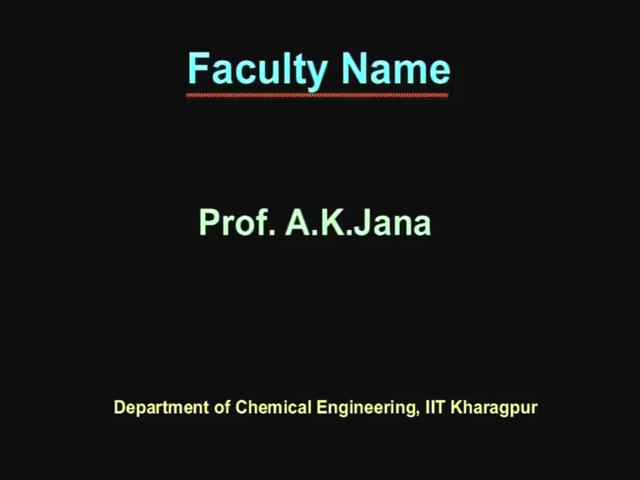 Faculty Name
Prof. A.K.Jana
Department of Chemical Engineering, IIT Kharagpur